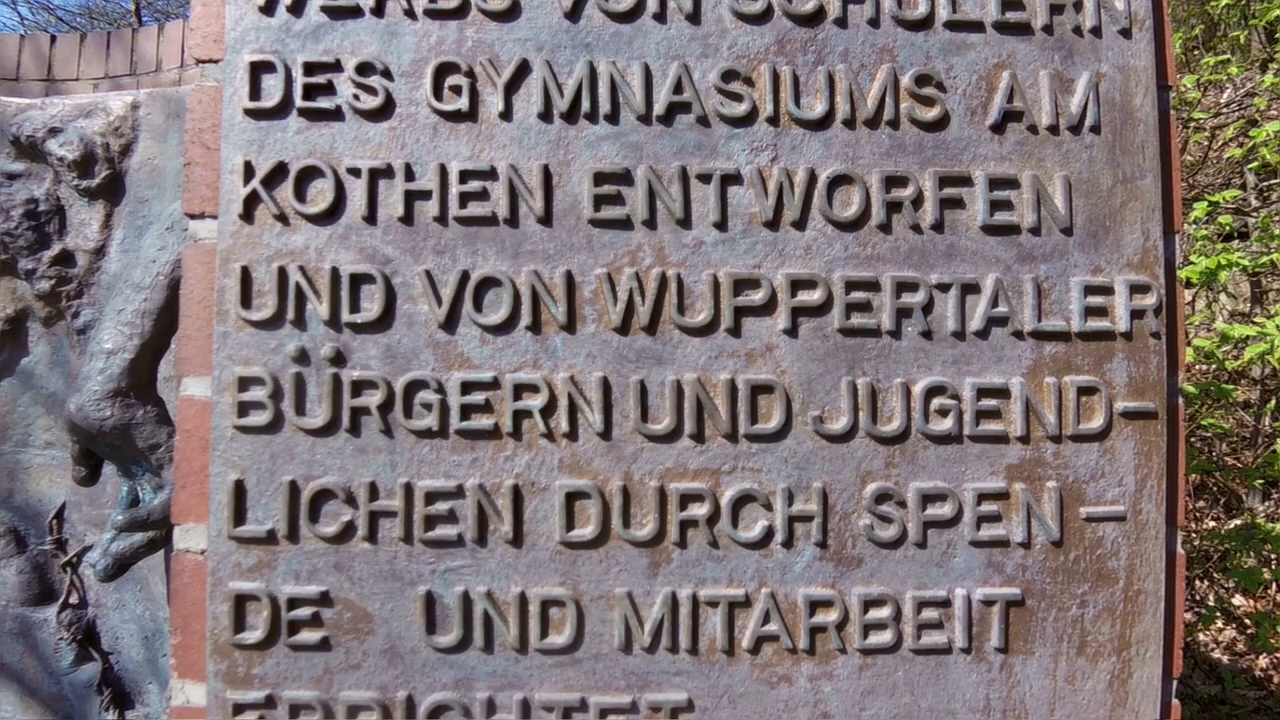 WERBS VON SCHÜLERN
DES GYMNASIUMS AM
KOTHEN ENTWORFEN
UND VON WUPPERTALER
BÜRGERN UND JUGEND-
LICHEN DURCH SPEN-
DE UND MITARBEIT
ERRICHTET